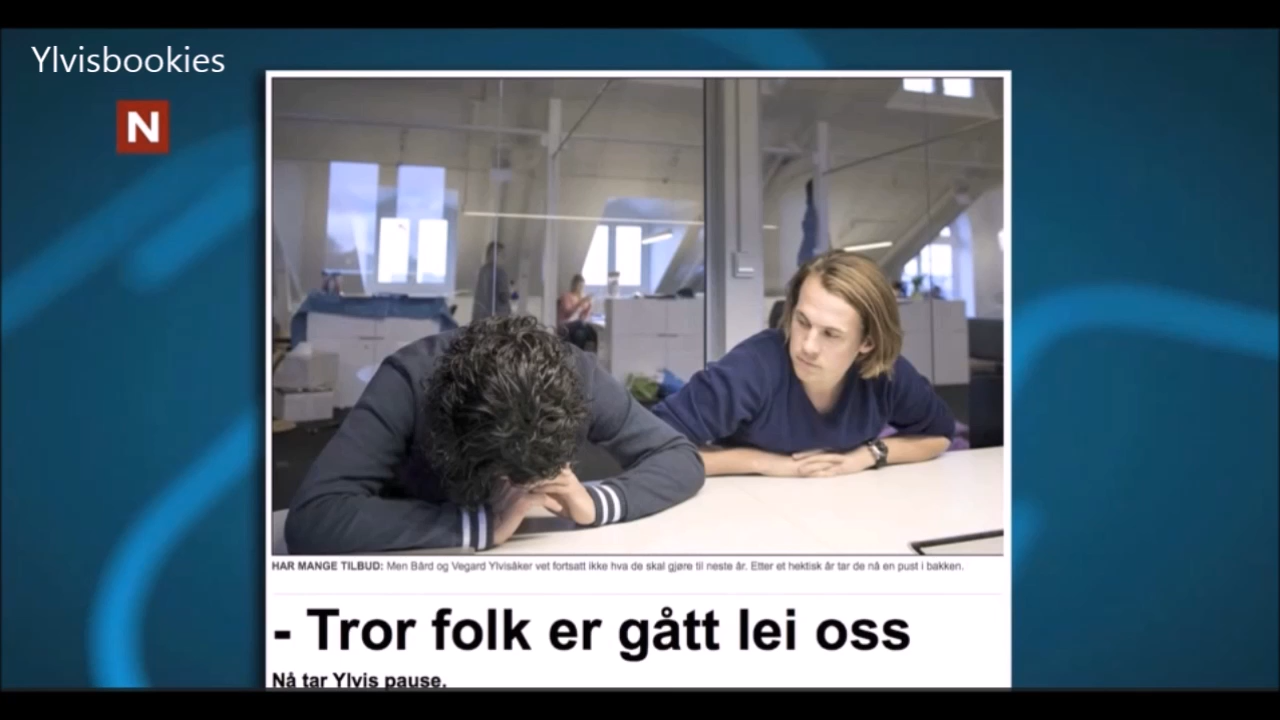 Ylvisbookies
N
HAR MANGE TILBUD: Men Bård og Vegard Ylvisåker vet fortsatt ikke hva de skal gjøre til neste år. Etter et hektisk år tar de nå en pust i bakken.
- Tror folk er gått lei oss
Nå tar Ylvis pause.